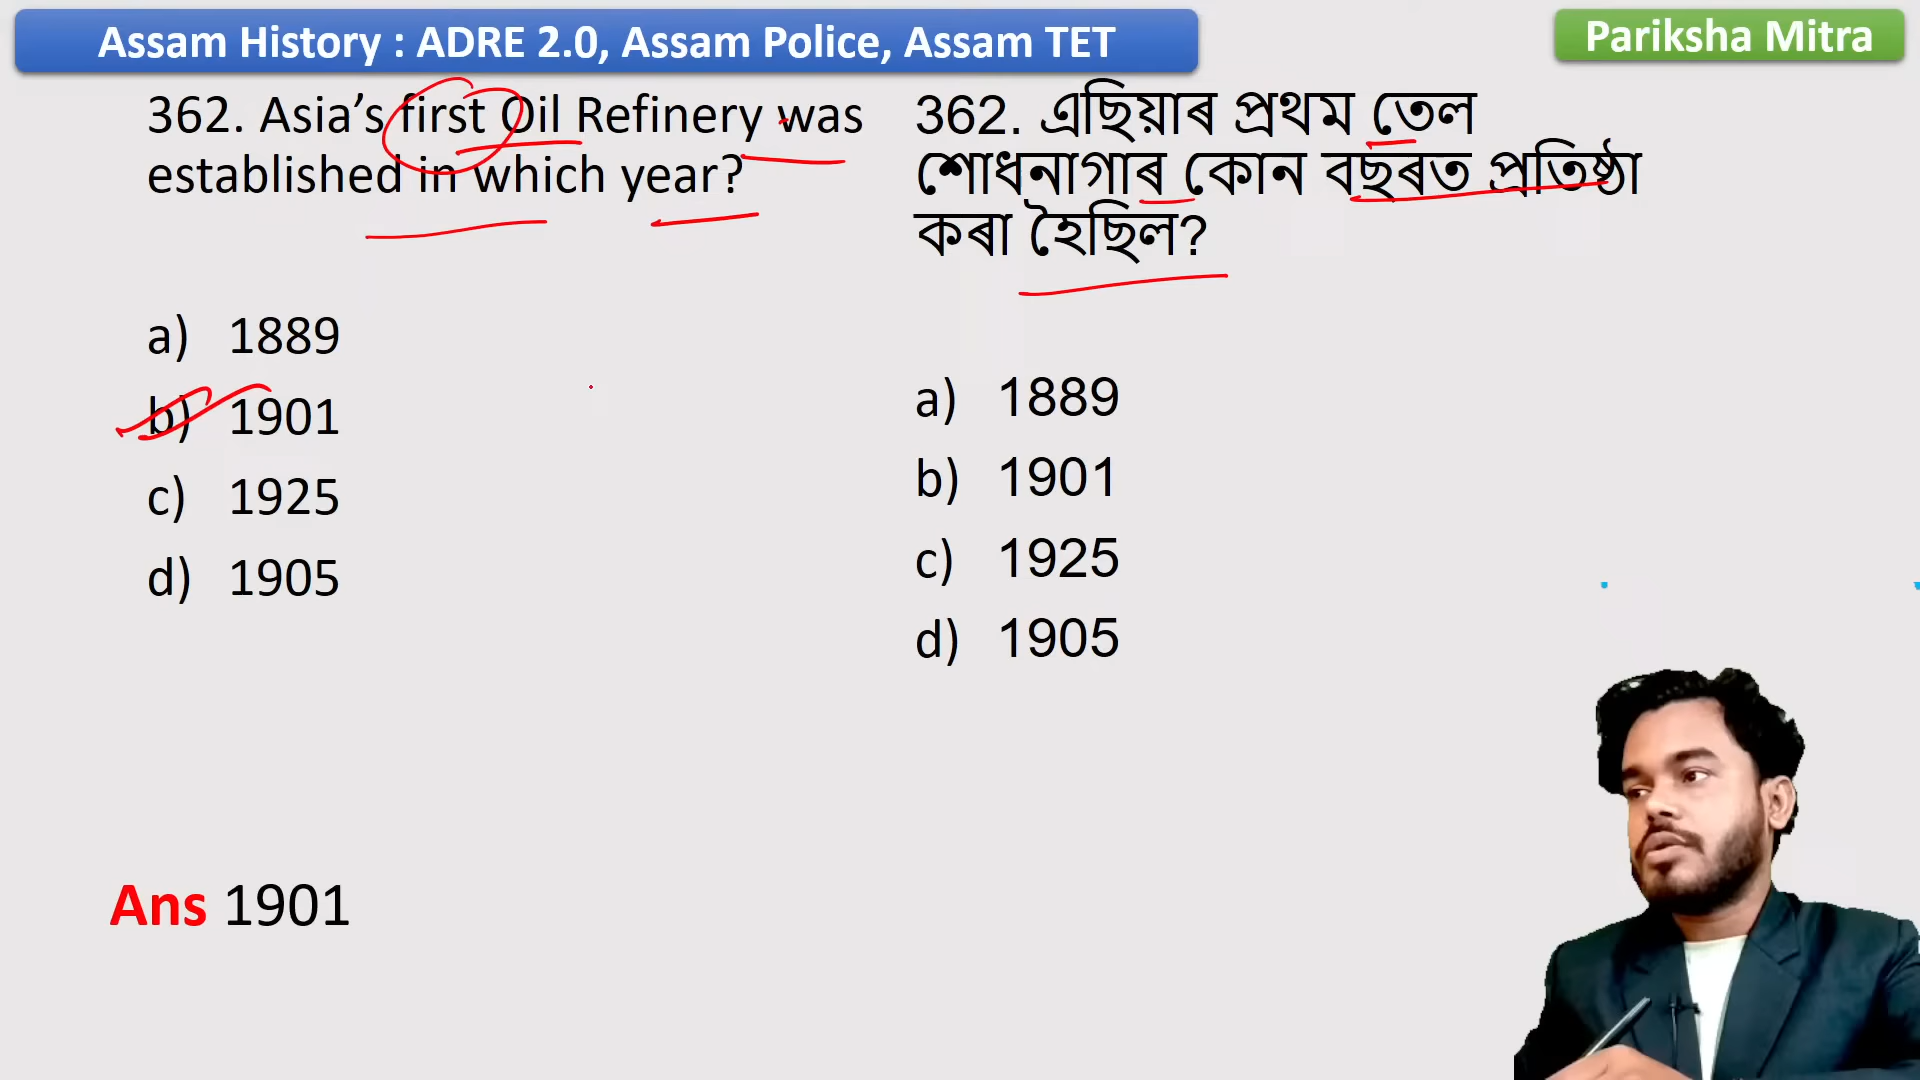 Assam History : ADRE 2.0, Assam Police, Assam TET
Pariksha Mitra
362. Asia’s first Oil Refinery was
established in which year?
a) 1889
b) 1901
c) 1925
d) 1905
362. এছিয়াৰ প্ৰথম তেল
শোধনাগাৰ কোন বছৰত প্ৰতিষ্ঠা
কৰা হৈছিল?
a) 1889
b) 1901
c) 1925
d) 1905
Ans 1901